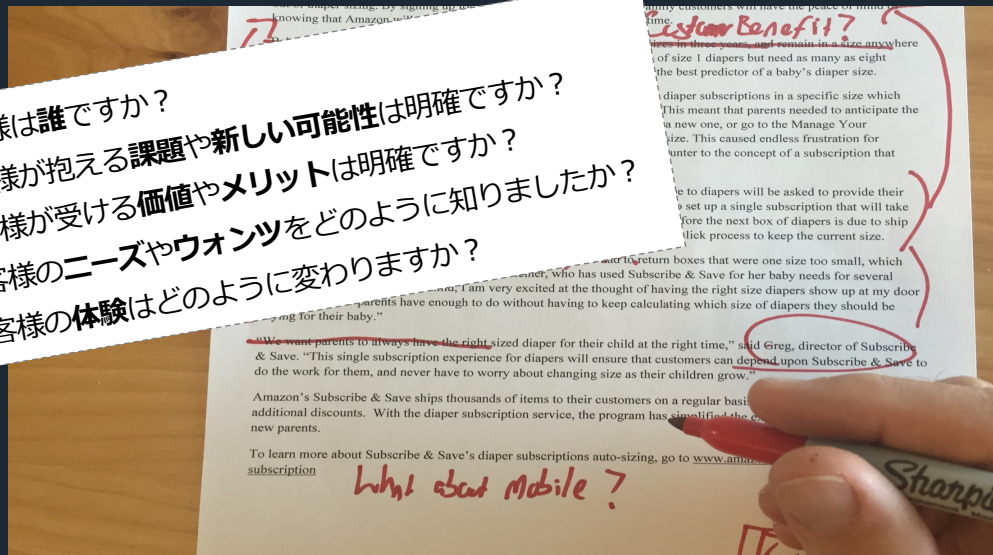 knowing that Amazon
family customers will have the peace of mind of
time.
Customer Benefit?
sizes in three years, and remain in a size anywhere
of size 1 diapers but need as many as eight
the best predictor of a baby's diaper size.
diaper subscriptions in a specific size which
This meant that parents needed to anticipate the
a new one, or go to the Manage Your
size. This caused endless frustration for
unter to the concept of a subscription that
e to diapers will be asked to provide their
set up a single subscription that will take
fore the next box of diapers is due to ship
lick process to keep the current size.
様は誰ですか？
様が抱える課題や新しい可能性は明確ですか？
様が受ける価値やメリットは明確ですか？
客様のニーズやウォンツをどのように知りましたか？
客様の体験はどのように変わりますか？
to return boxes that were one size too small, which
who has used Subscribe & Save for her baby needs for several
I am very excited at the thought of having the right size diapers show up at my door
parents have enough to do without having to keep calculating which size of diapers they should be
ying for their baby."
"We want parents to always have the right sized diaper for their child at the right time," said Greg, director of Subscribe
& Save. "This single subscription experience for diapers will ensure that customers can depend upon Subscribe & Save to
do the work for them, and never have to worry about changing size as their children grow."
Amazon's Subscribe & Save ships thousands of items to their customers on a regular basis
additional discounts. With the diaper subscription service, the program has simplified the
new parents.
To learn more about Subscribe & Save's diaper subscriptions auto-sizing, go to www.ama
subscription
What about Mobile?
Sharp